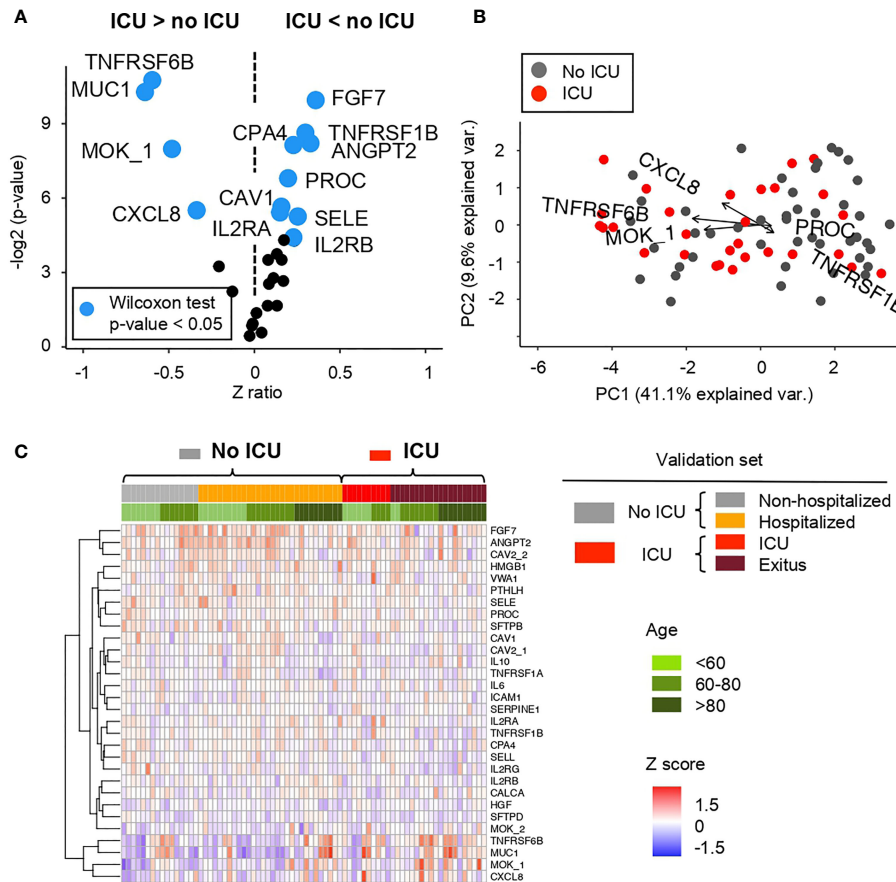 A
ICU > no ICU
ICU < no ICU
TNFRSF6B
MUC1
FGF7
CPA4
TNFRSF1B
MOK_1
ANGPT2
PROC
CAV1
CXCL8
SELE
IL2RA
IL2RB
Wilcoxon test
p-value < 0.05
-log2 (p-value)
9
6
3
0
-1
-0.5
0
0.5
1
Z ratio
B
No ICU
ICU
CXCL8
TNFRSF6B
MOK_1
PROC
TNFRSF1B
PC2 (9.6% explained var.)
2
1
0
-1
-2
-6
-4
-2
0
2
PC1 (41.1% explained var.)
C
No ICU
ICU
FGF7
ANGPT2
CAV2_2
HMGB1
VWA1
PTHLH
SELE
PROC
SFTPB
CAV1
CAV2_1
IL10
TNFRSF1A
IL6
ICAM1
SERPINE1
IL2RA
TNFRSF1B
CPA4
SELL
IL2RG
IL2RB
CALCA
HGF
SFTPD
MOK_2
TNFRSF6B
MUC1
MOK_1
CXCL8
Validation set
No ICU
Non-hospitalized
Hospitalized
ICU
ICU
Exitus
Age
<60
60-80
>80
Z score
1.5
0
-1.5